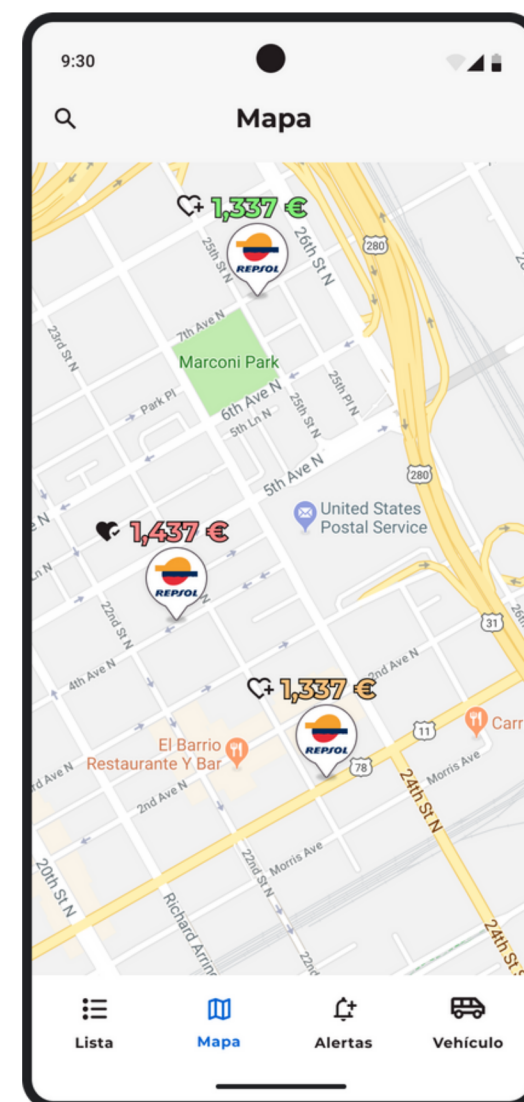 9:30
Mapa
1,337 €
REPSOL
25th St N
26th St N
280
23rd St N
7th Ave N
Marconi Park
Park Pl
6th Ave N
5th Ln N
25th St N
25th Pl N
5th Ave N
280
United States
Postal Service
1,437 €
REPSOL
22nd St N
31
4th Ave N
1,337 €
2nd Ave N
REPSOL
El Barrio
Restaurante Y Bar
11
Carr
78
Morris Ave
2nd Ave N
24th St N
20th St N
22nd St N
Morris Ave
Richard Arring
24th St S
Lista
Mapa
Alertas
Vehículo